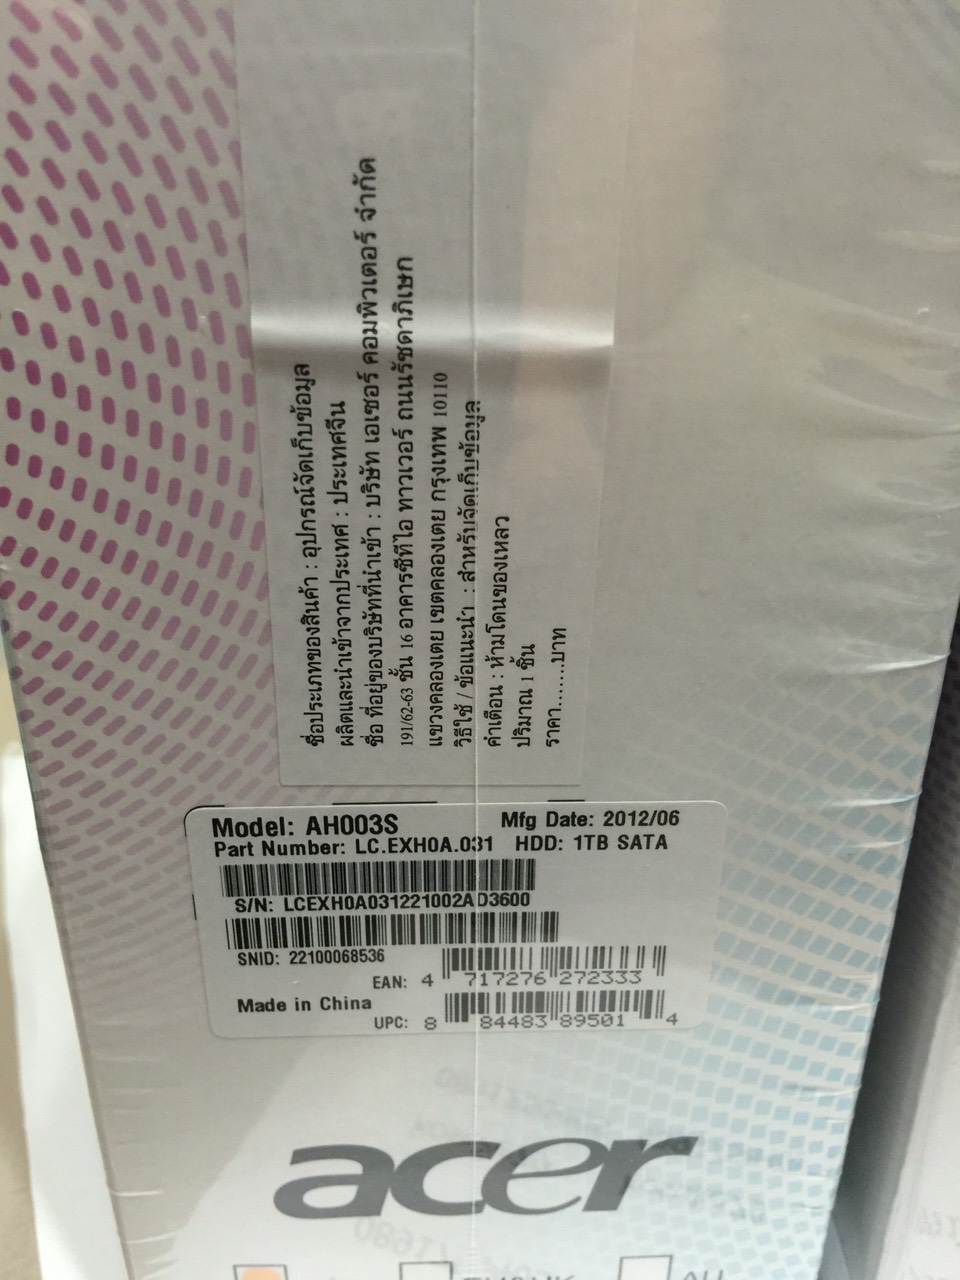 ชื่อประเภทของสินค้า : อุปกรณ์จัดเก็บข้อมูล
ผลิตและนำเข้าจากประเทศ : ประเทศจีน
ชื่อ ที่อยู่ของบริษัทที่นำเข้า : บริษัท เอเซอร์ คอมพิวเตอร์ จำกัด
191/62-63 ชั้น 16 อาคารซีทีไอ ทาวเวอร์ ถนนรัชดาภิเษก
แขวงคลองเตย เขตคลองเตย กรุงเทพ 10110
วิธีใช้ / ข้อแนะนำ : สำหรับจัดเก็บข้อมูล
คำเตือน : ห้ามโดนของเหลว
ปริมาณ 1 ชิ้น
ราคา.......บาท
Model: AH003S Mfg Date: 2012/06
Part Number: LC.EXH0A.031 HDD: 1TB SATA
S/N: LCEXH0A031221002AD3600
SNID: 22100068536
EAN: 4 717276 272333
Made in China
UPC: 8 84483 89501 4
acer